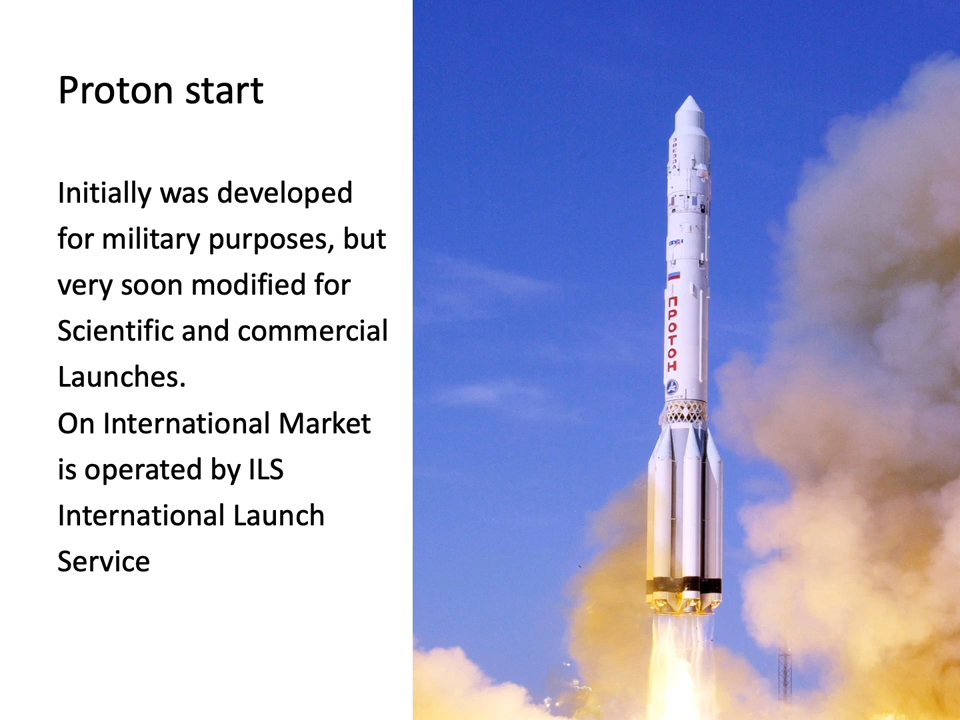 Proton start
Initially was developed
for military purposes, but
very soon modified for
Scientific and commercial
Launches.
On International Market
is operated by ILS
International Launch
Service
ЗВЕЗДА
ПРОТОН